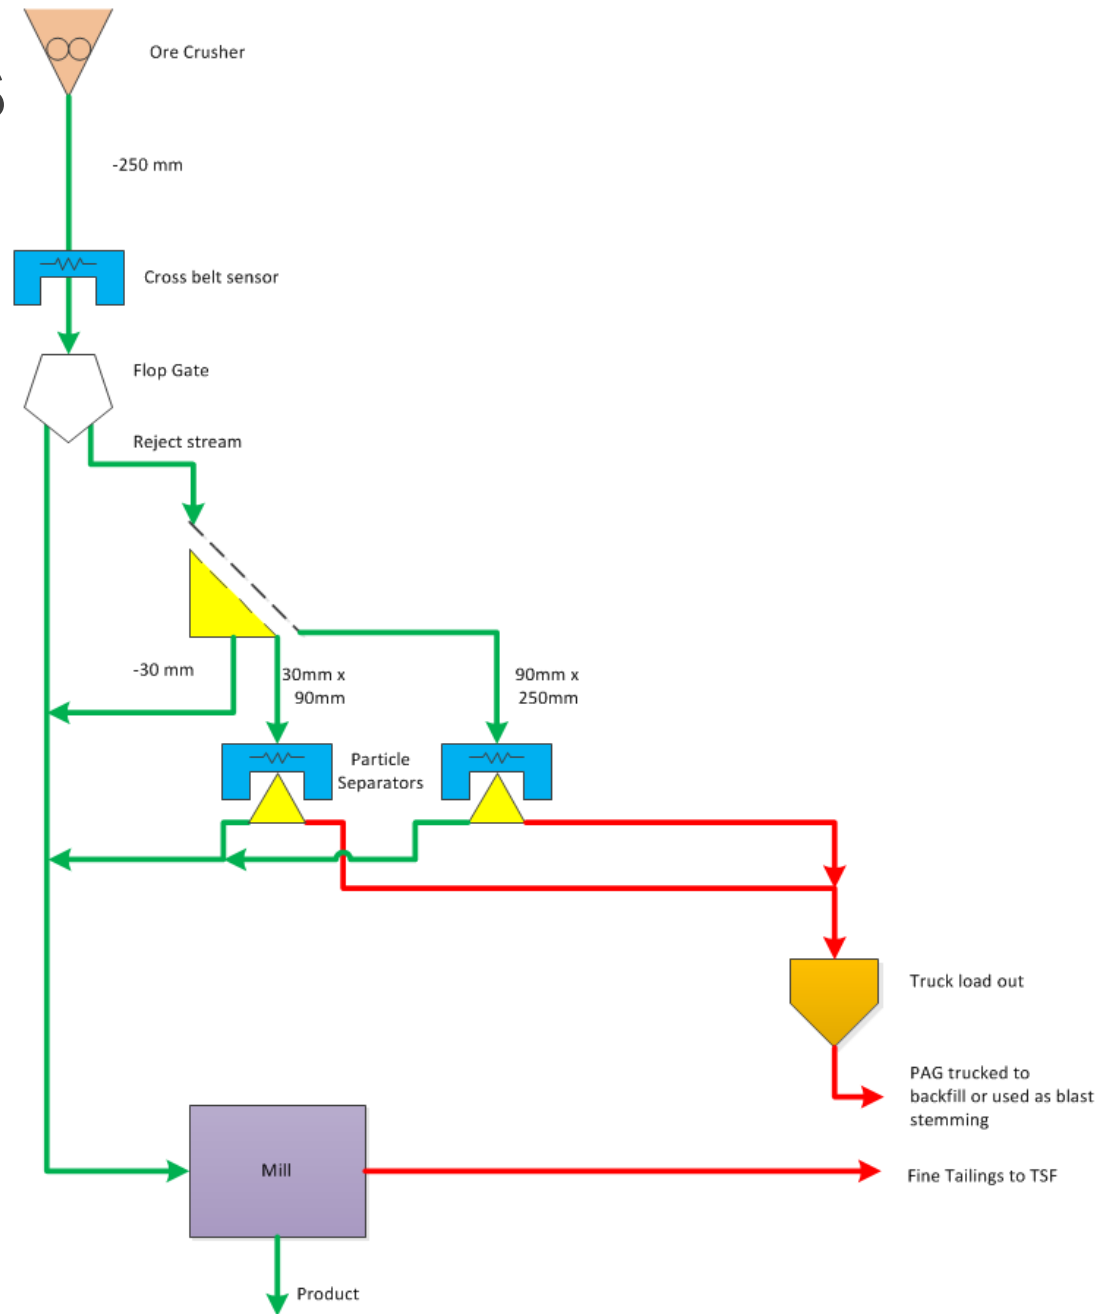 Ore Crusher
s
-250 mm
Cross belt sensor
Flop Gate
Reject stream
-30 mm
30mm x
90mm
90mm x
250mm
Particle
Separators
Truck load out
PAG trucked to
backfill or used as blast
stemming
Mill
Fine Tailings to TSF
Product